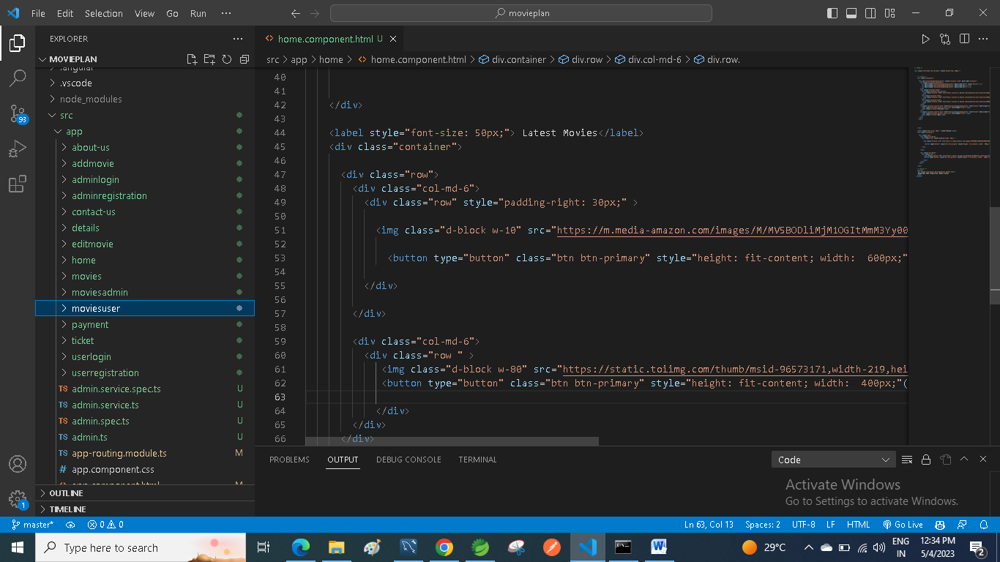 File Edit Selection View Go Run ··· movieplan
EXPLORER ···
MOVIEPLAN
.angular
.vscode
node_modules
src
app
about-us
addmovie
adminlogin
adminregistration
contact-us
details
editmovie
home
movies
moviesadmin
moviesuser
payment
ticket
userlogin
userregistration
TS admin.service.spec.ts U
TS admin.service.ts U
TS admin.spec.ts U
TS admin.ts U
TS app-routing.module.ts M
# app.component.css
<> app.component.html M
OUTLINE
TIMELINE
<> home.component.html U
src > app > home > <> home.component.html > div.container > div.row > div.col-md-6 > div.row.
40
41
42 </div>
43
44 <label style="font-size: 50px;"> Latest Movies</label>
45 <div class="container">
46
47 <div class="row">
48 <div class="col-md-6">
49 <div class="row" style="padding-right: 30px;" >
50
51 <img class="d-block w-10" src="https://m.media-amazon.com/images/M/MV5BODliMjM1OGItMmM3Yy00
52
53 <button type="button" class="btn btn-primary" style="height: fit-content; width:  600px;"
54
55 </div>
56
57 </div>
58
59 <div class="col-md-6">
60 <div class="row " >
61 <img class="d-block w-80" src="https://static.toiimg.com/thumb/msid-96573171,width-219,hei
62 <button type="button" class="btn btn-primary" style="height: fit-content; width:  400px;"(
63
64 </div>
65 </div>
66 </div>
PROBLEMS OUTPUT DEBUG CONSOLE TERMINAL Code
Activate Windows
Go to Settings to activate Windows.
93
1
master* 0 0 Ln 63, Col 13 Spaces: 2 UTF-8 LF HTML Go Live
Type here to search 29°C ENG 12:34 PM
IN 5/4/2023 2